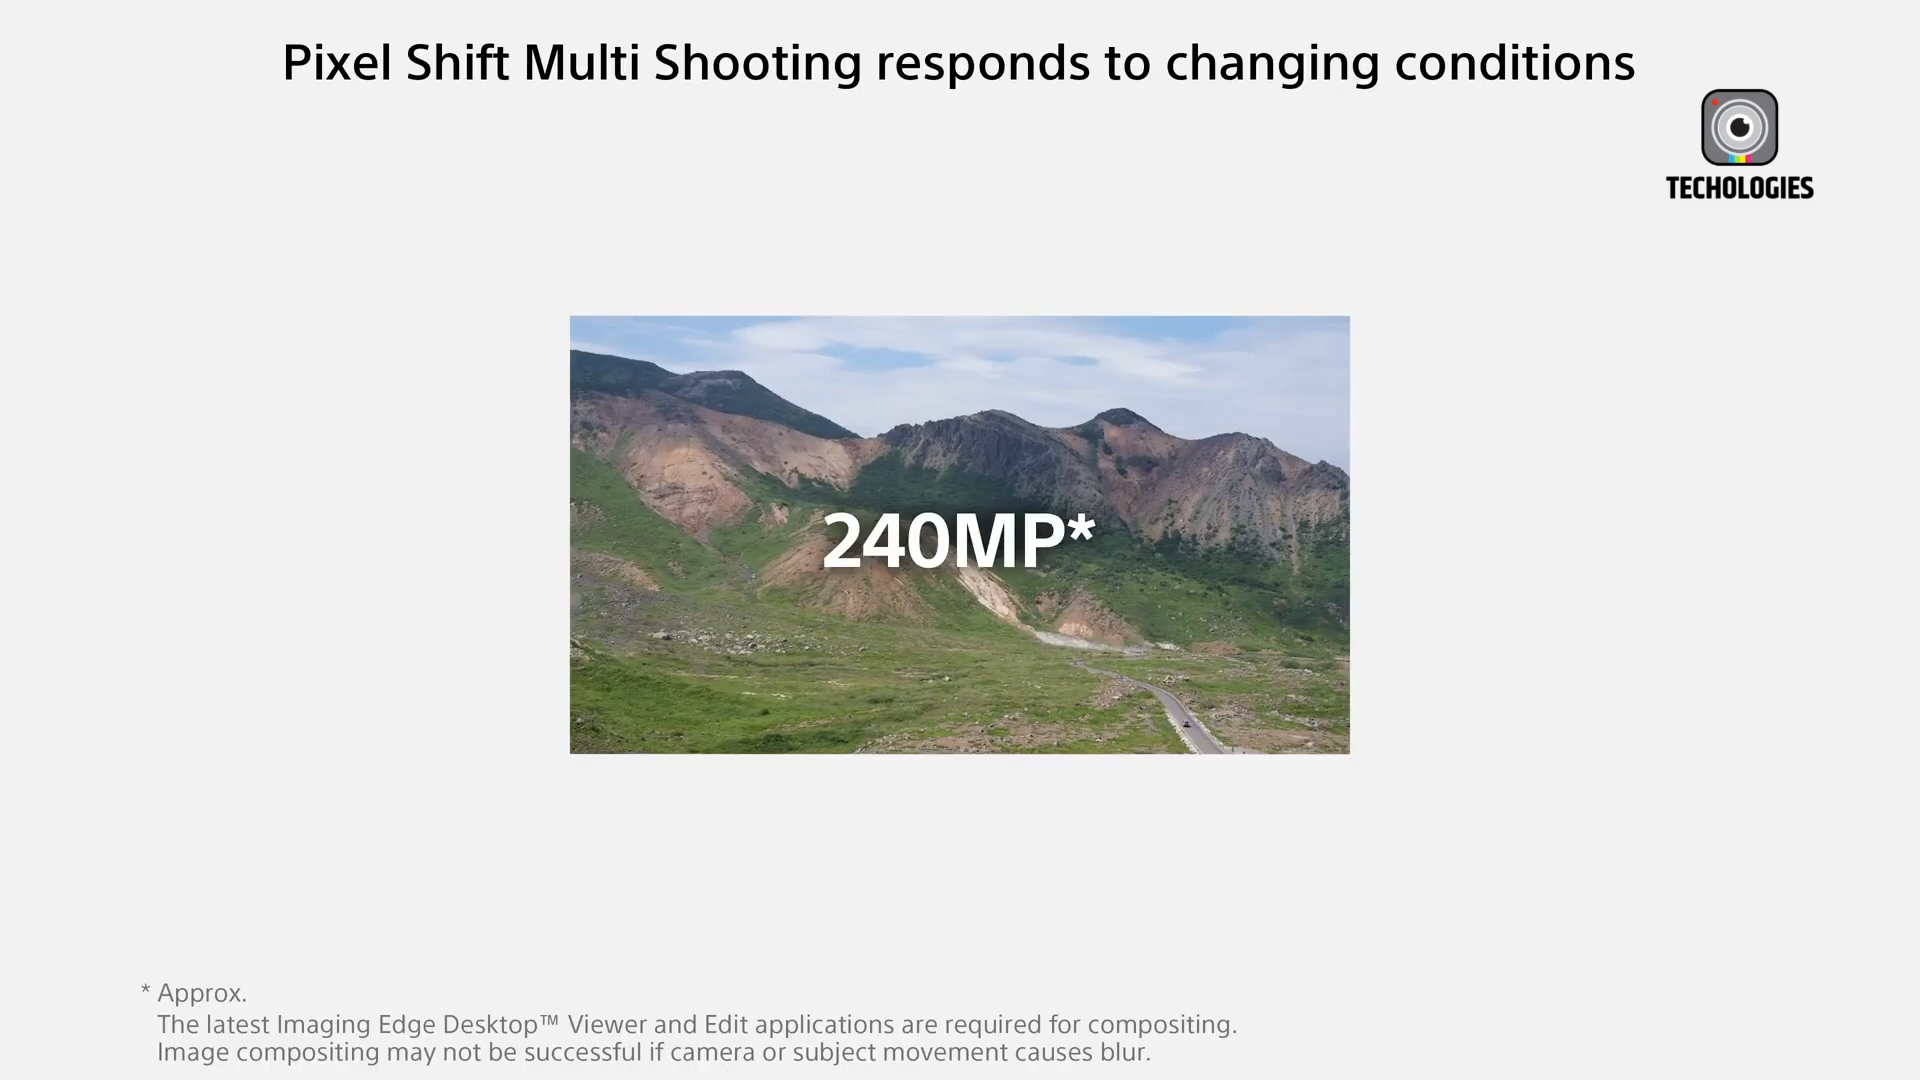 Pixel Shift Multi Shooting responds to changing conditions
TECHOLOGIES
240MP*
* Approx.
The latest Imaging Edge Desktop™ Viewer and Edit applications are required for compositing.
Image compositing may not be successful if camera or subject movement causes blur.